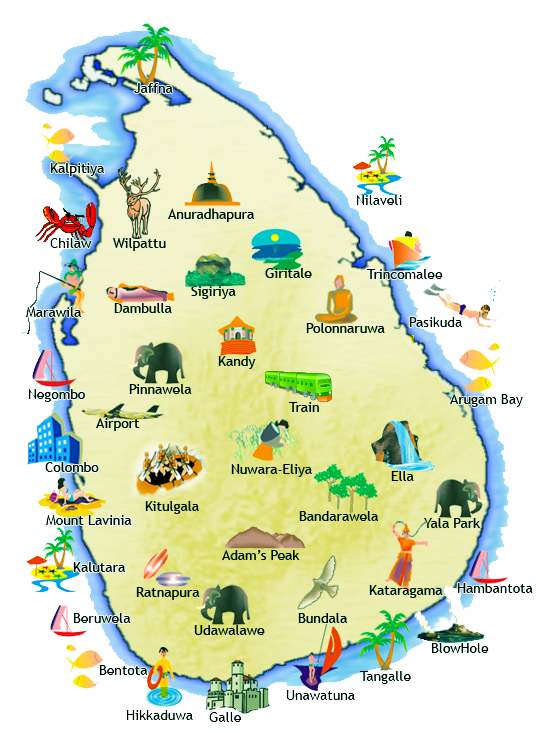 Jaffna
Kalpitiya
Nilaveli
Anuradhapura
Chilaw
Wilpattu
Giritale
Trincomalee
Sigiriya
Dambulla
Marawila
Polonnaruwa
Pasikuda
Kandy
Pinnawela
Negombo
Train
Arugam Bay
Airport
Colombo
Nuwara-Eliya
Ella
Kitulgala
Bandarawela
Mount Lavinia
Yala Park
Adam's Peak
Kalutara
Ratnapura
Kataragama
Hambantota
Beruwela
Udawalawe
Bundala
BlowHole
Bentota
Tangalle
Unawatuna
Hikkaduwa
Galle